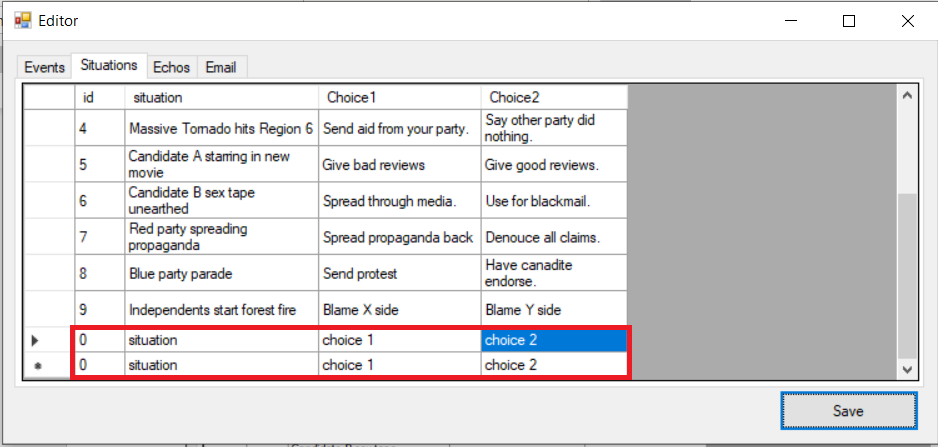 Editor
Events Situations Echos Email
id situation Choice1 Choice2
4 Massive Tornado hits Region 6 Send aid from your party. Say other party did
nothing.
5 Candidate A starring in new
movie Give bad reviews Give good reviews.
6 Candidate B sex tape
unearthed Spread through media. Use for blackmail.
7 Red party spreading
propaganda Spread propaganda back Denouce all claims.
8 Blue party parade Send protest Have canadite
endorse.
9 Independents start forest fire Blame X side Blame Y side
0 situation choice 1 choice 2
0 situation choice 1 choice 2
Save